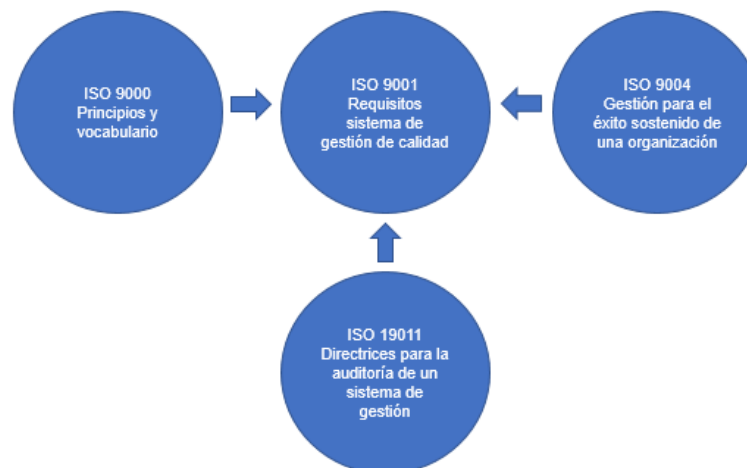 ISO 9000
Principios y
vocabulario
ISO 9001
Requisitos
sistema de
gestión de calidad
ISO 9004
Gestión para el
éxito sostenido de
una organización
ISO 19011
Directrices para la
auditoría de un
sistema de
gestión